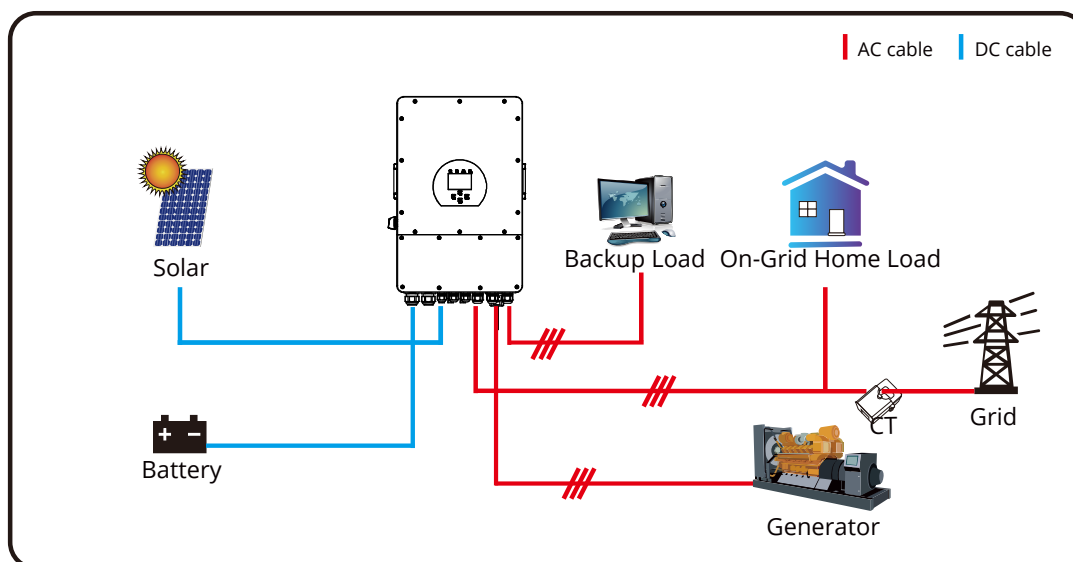 AC cable
DC cable
Solar
Backup Load
On-Grid Home Load
CT
Grid
Battery
+ −
Generator